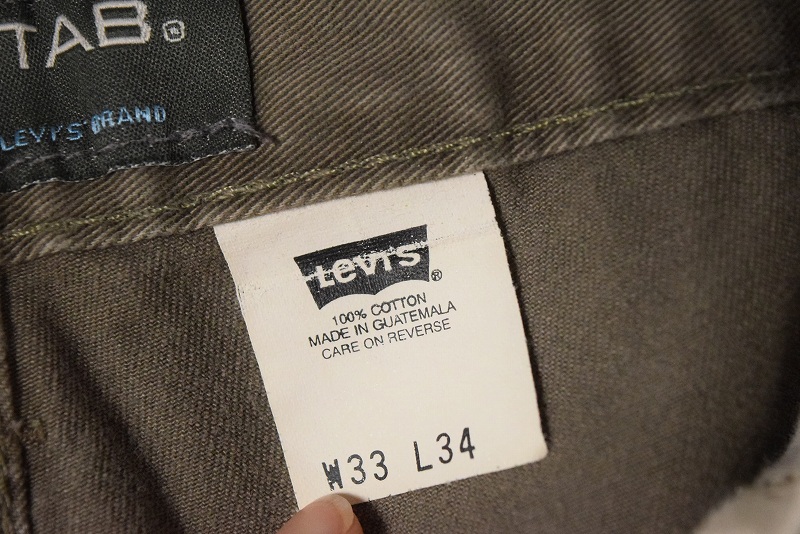 TAB®
LEVI'S BRAND
LEVI'S®
100% COTTON
MADE IN GUATEMALA
CARE ON REVERSE
W33 L34